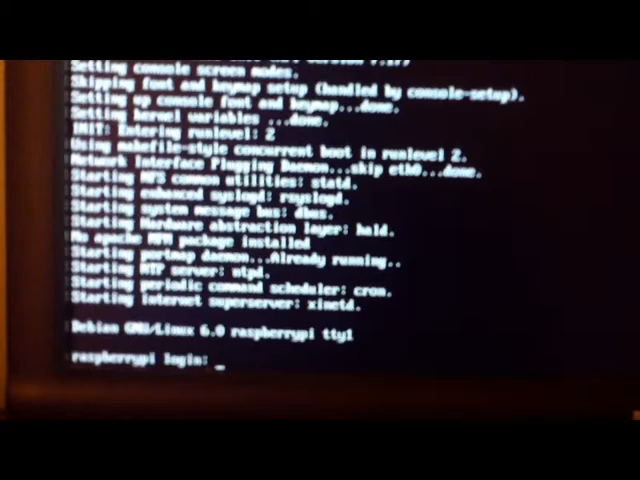 Setting console screen modes.
Skipping font and keymap setup (handled by console-setup).
Setting up console font and keymap...done.
Setting kernel variables ...done.
INIT: Entering runlevel: 2
Using makefile-style concurrent boot in runlevel 2.
Network Interface Plugging Daemon...skip eth0...done.
Starting NFS common utilities: statd.
Starting enhanced syslogd: rsyslogd.
Starting system message bus: dbus.
Starting Hardware abstraction layer: hald.
No apache MPM package installed
Starting portmap daemon...Already running..
Starting NTP server: ntpd.
Starting periodic command scheduler: cron.
Starting internet superserver: xinetd.
Debian GNU/Linux 6.0 raspberrypi tty1
raspberrypi login: _